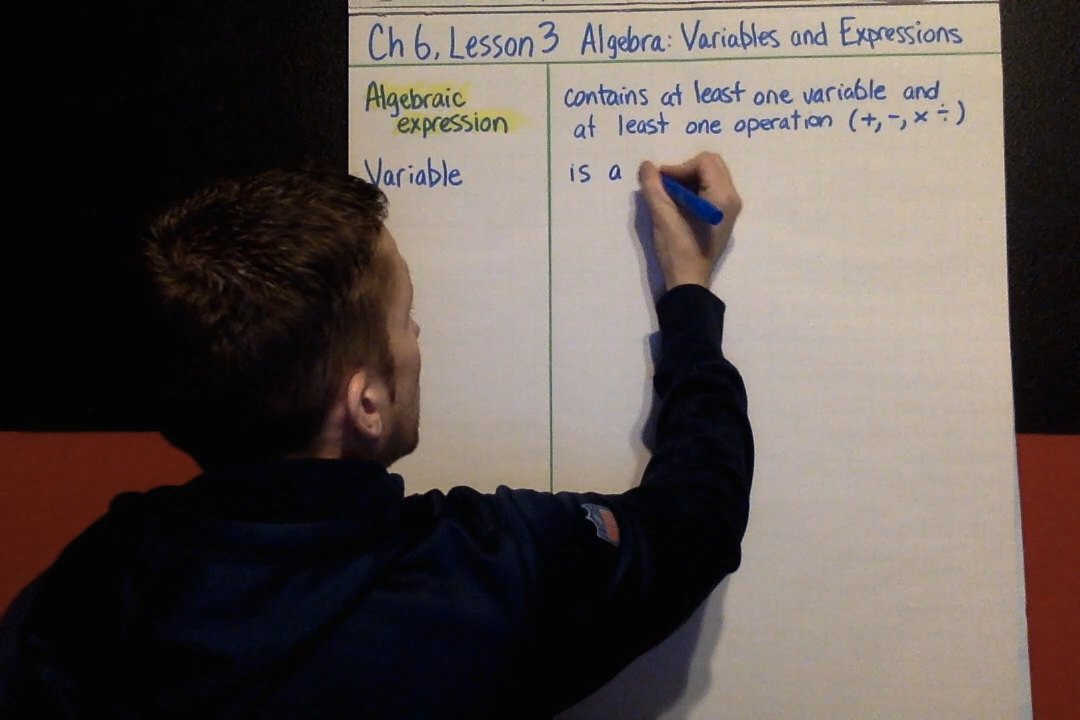 Ch 6, Lesson 3 Algebra: Variables and Expressions
Algebraic
expression
contains at least one variable and
at least one operation (+, -, × ÷)
Variable
is a